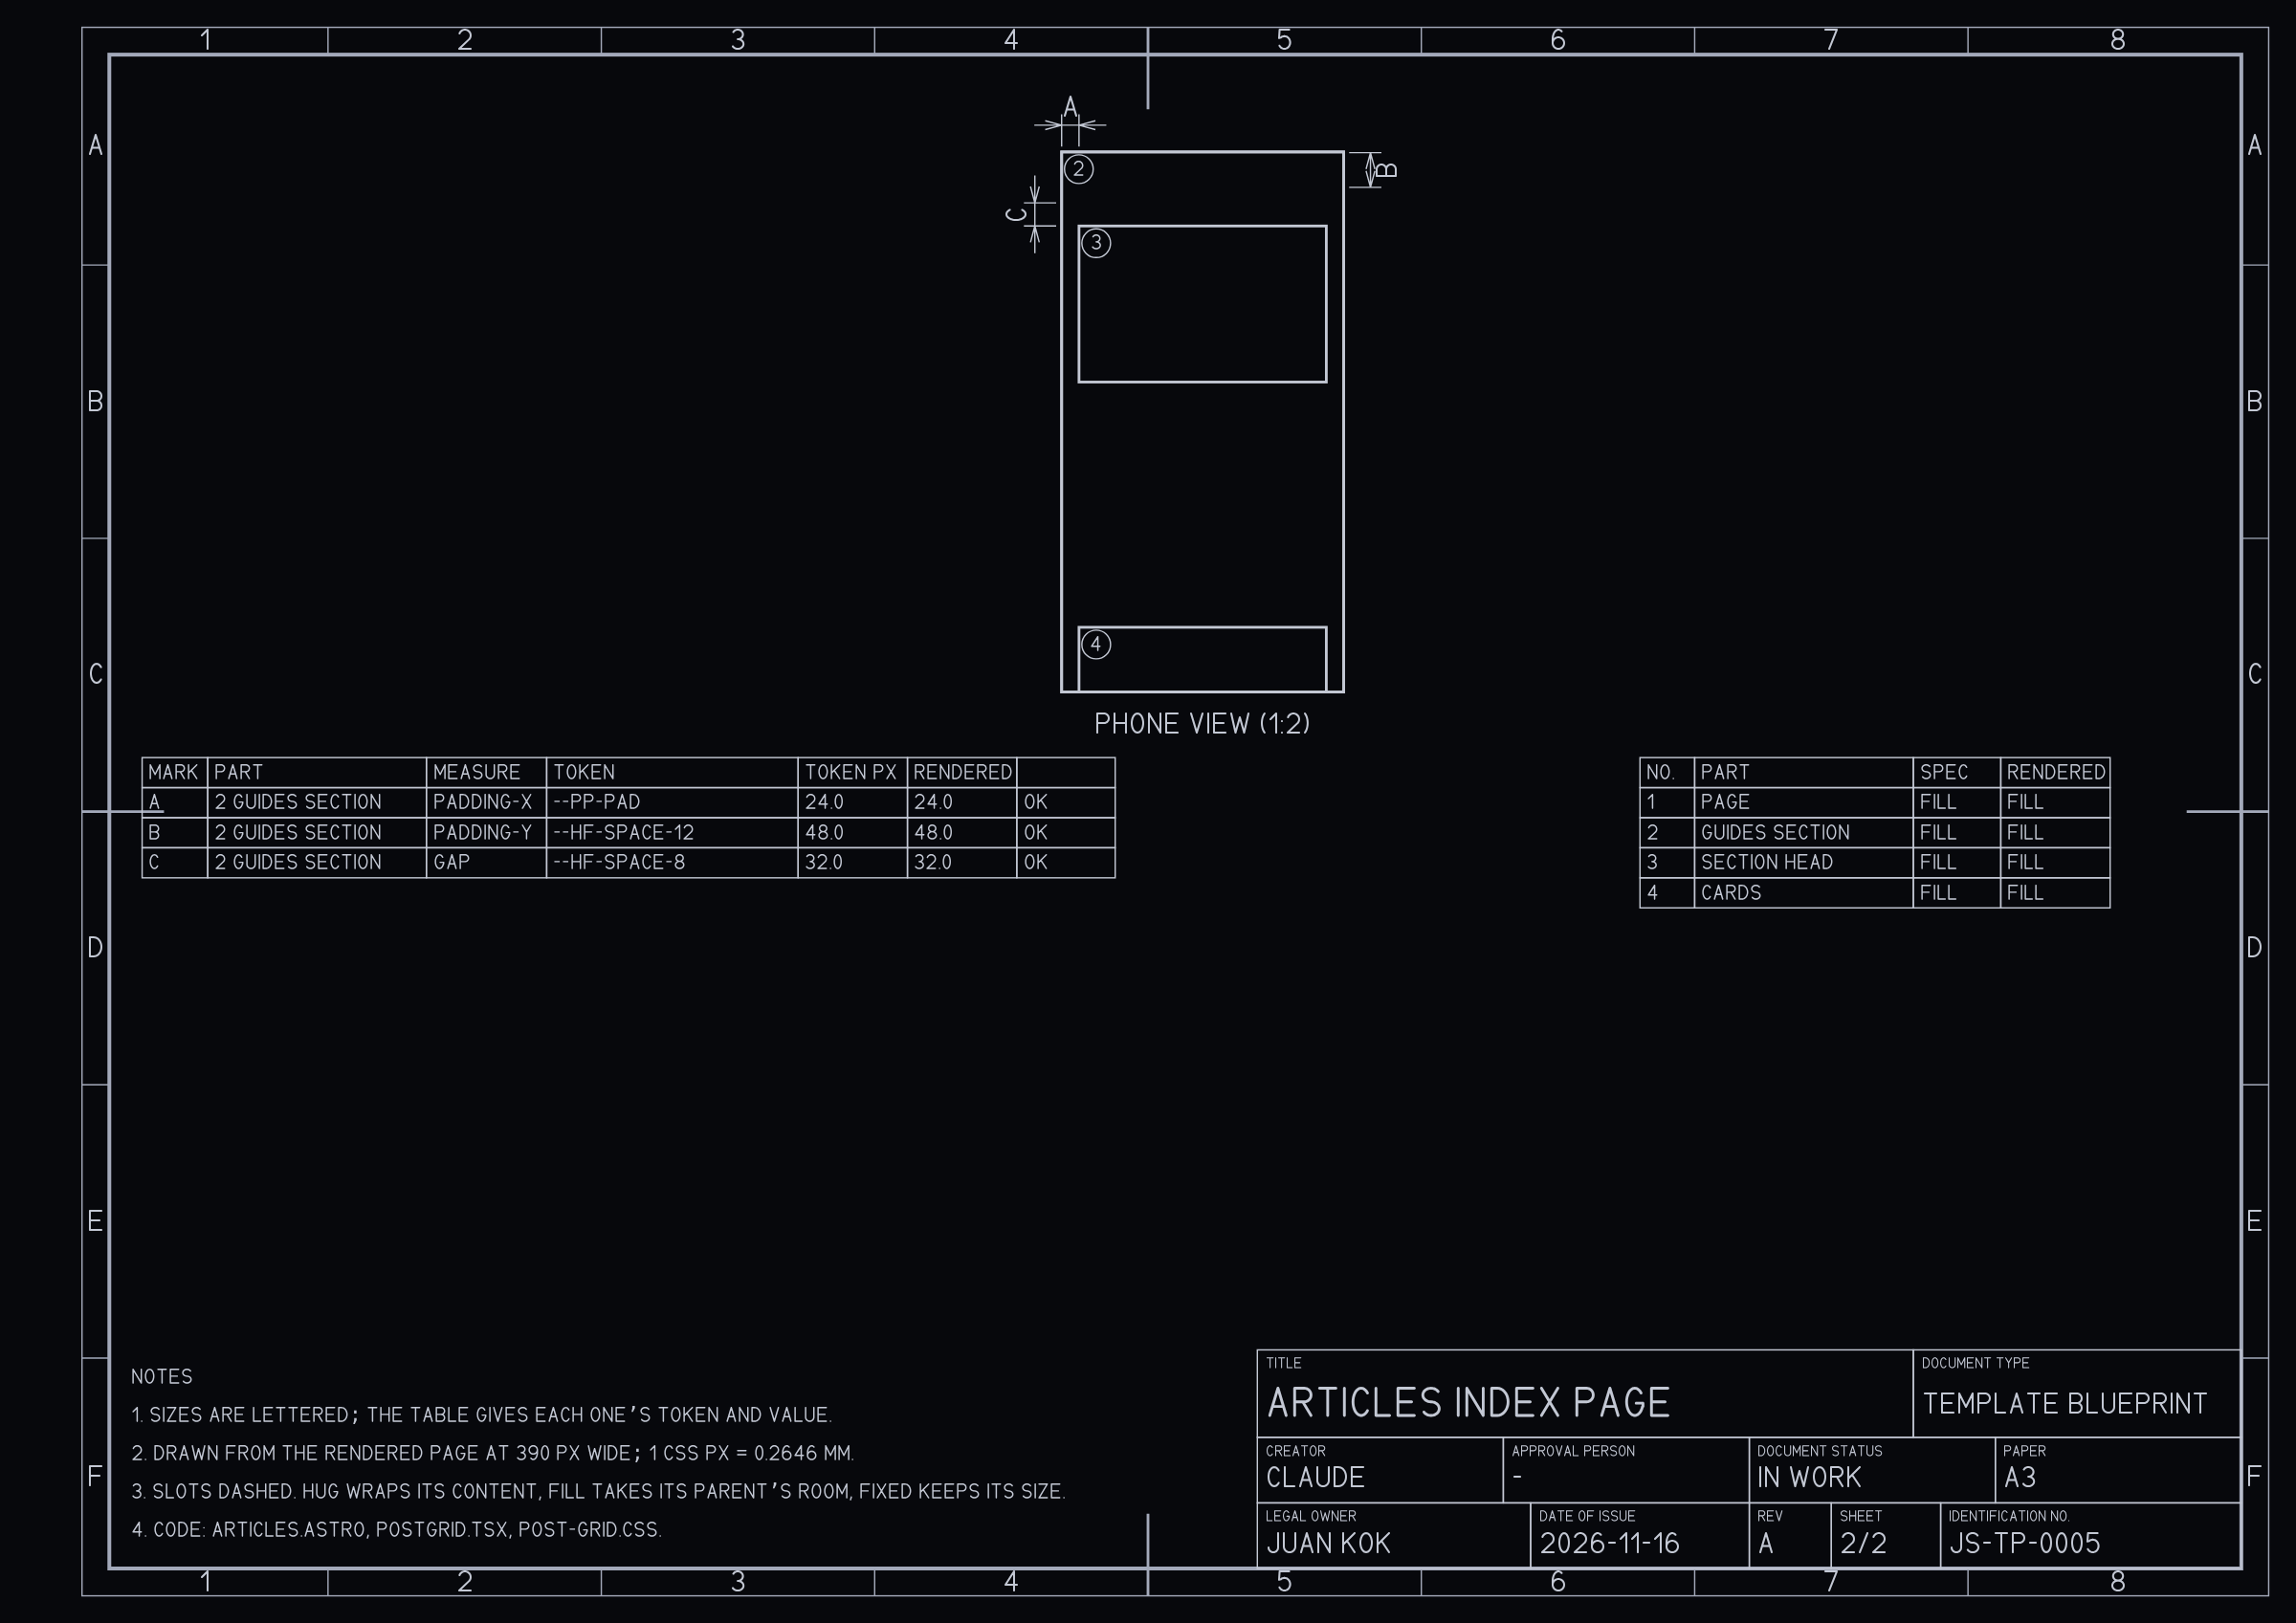 1 2 3 4 5 6 7 8
A A
B B
C C
D D
E E
F F
A
B
C
2
3
4
PHONE VIEW (1:2)
MARK PART MEASURE TOKEN TOKEN PX RENDERED
A 2 GUIDES SECTION PADDING-X --PP-PAD 24.0 24.0 OK
B 2 GUIDES SECTION PADDING-Y --HF-SPACE-12 48.0 48.0 OK
C 2 GUIDES SECTION GAP --HF-SPACE-8 32.0 32.0 OK
NO. PART SPEC RENDERED
1 PAGE FILL FILL
2 GUIDES SECTION FILL FILL
3 SECTION HEAD FILL FILL
4 CARDS FILL FILL
NOTES
1. SIZES ARE LETTERED; THE TABLE GIVES EACH ONE'S TOKEN AND VALUE.
2. DRAWN FROM THE RENDERED PAGE AT 390 PX WIDE; 1 CSS PX = 0.2646 MM.
3. SLOTS DASHED. HUG WRAPS ITS CONTENT, FILL TAKES ITS PARENT'S ROOM, FIXED KEEPS ITS SIZE.
4. CODE: ARTICLES.ASTRO, POSTGRID.TSX, POST-GRID.CSS.
TITLE
ARTICLES INDEX PAGE
DOCUMENT TYPE
TEMPLATE BLUEPRINT
CREATOR
CLAUDE
APPROVAL PERSON
-
DOCUMENT STATUS
IN WORK
PAPER
A3
LEGAL OWNER
JUAN KOK
DATE OF ISSUE
2026-11-16
REV
A
SHEET
2/2
IDENTIFICATION NO.
JS-TP-0005
1 2 3 4 5 6 7 8